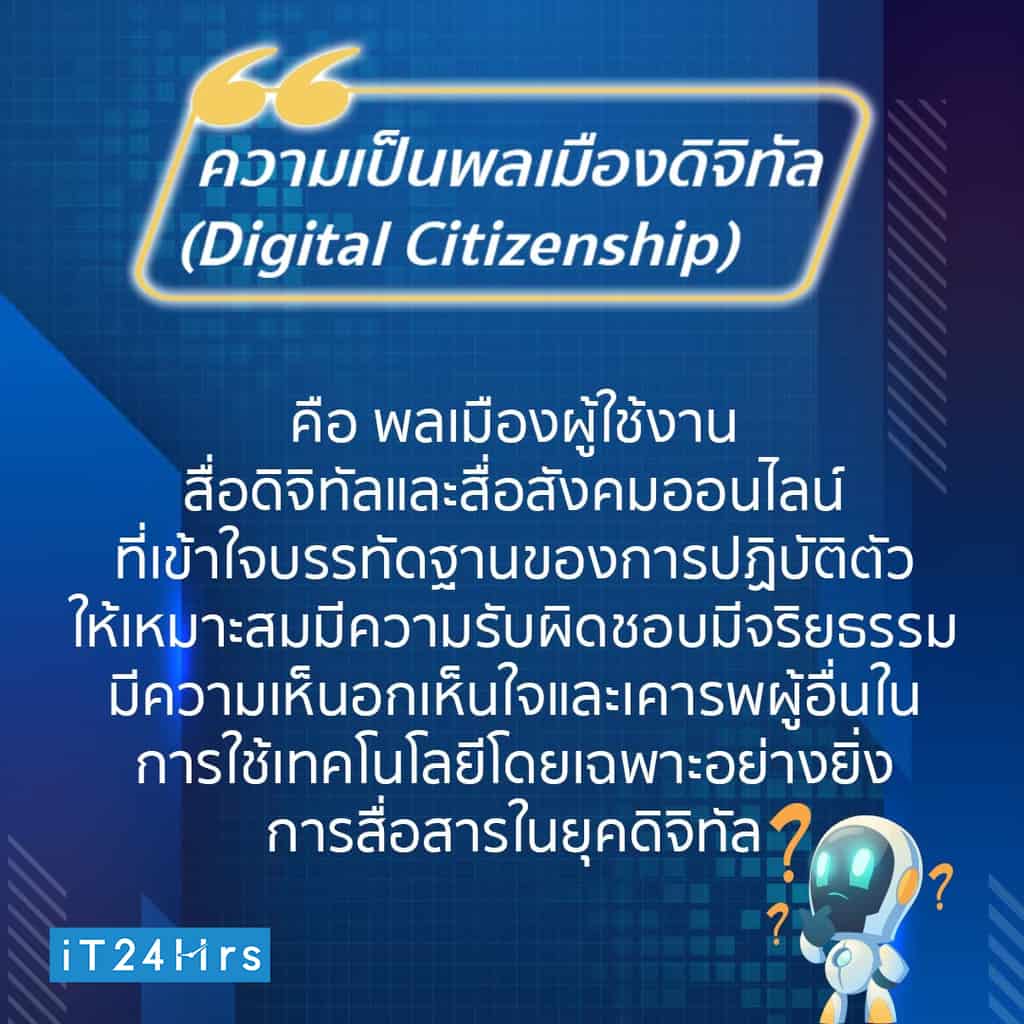 ความเป็นพลเมืองดิจิทัล
(Digital Citizenship)
คือ พลเมืองผู้ใช้งาน
สื่อดิจิทัลและสื่อสังคมออนไลน์
ที่เข้าใจบรรทัดฐานของการปฏิบัติตัว
ให้เหมาะสมมีความรับผิดชอบมีจริยธรรม
มีความเห็นอกเห็นใจและเคารพผู้อื่นใน
การใช้เทคโนโลยีโดยเฉพาะอย่างยิ่ง
การสื่อสารในยุคดิจิทัล
iT24Hrs